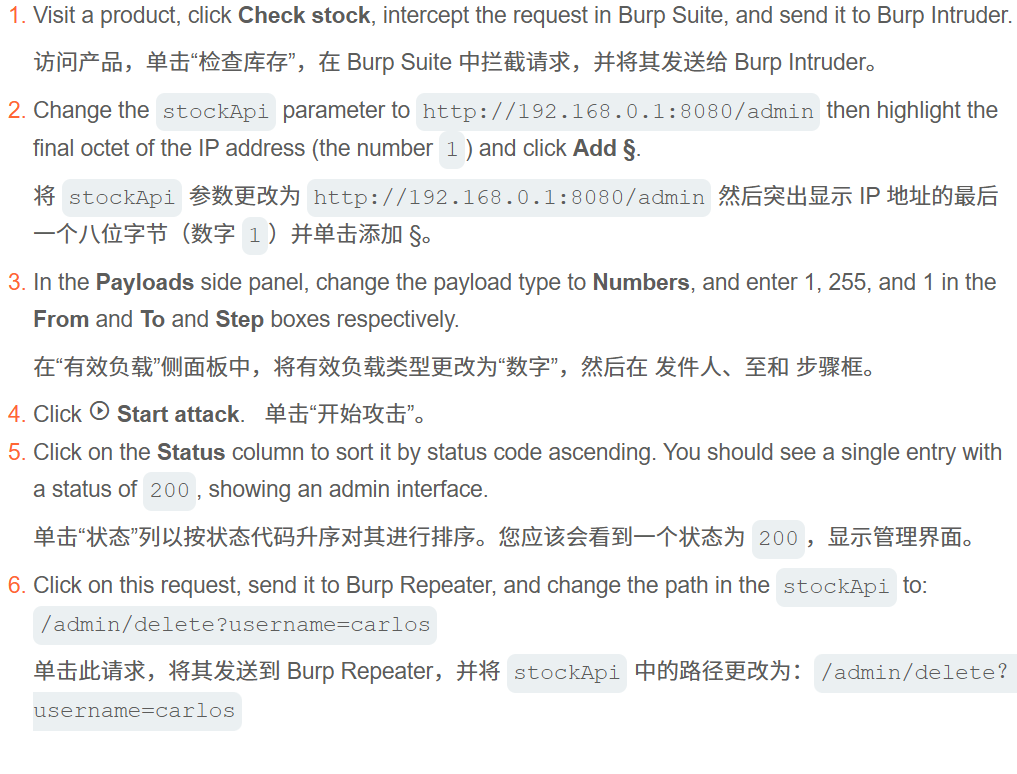 1. Visit a product, click Check stock, intercept the request in Burp Suite, and send it to Burp Intruder.
访问产品，单击“检查库存”，在 Burp Suite 中拦截请求，并将其发送给 Burp Intruder。
2. Change the stockApi parameter to http://192.168.0.1:8080/admin then highlight the
final octet of the IP address (the number 1 ) and click Add §.
将 stockApi 参数更改为 http://192.168.0.1:8080/admin 然后突出显示 IP 地址的最后
一个八位字节（数字 1 ）并单击添加 §。
3. In the Payloads side panel, change the payload type to Numbers, and enter 1, 255, and 1 in the
From and To and Step boxes respectively.
在“有效负载”侧面板中，将有效负载类型更改为“数字”，然后在 发件人、至和 步骤框。
4. Click Start attack. 单击“开始攻击”。
5. Click on the Status column to sort it by status code ascending. You should see a single entry with
a status of 200 , showing an admin interface.
单击“状态”列以按状态代码升序对其进行排序。您应该会看到一个状态为 200 ，显示管理界面。
6. Click on this request, send it to Burp Repeater, and change the path in the stockApi to:
/admin/delete?username=carlos
单击此请求，将其发送到 Burp Repeater，并将 stockApi 中的路径更改为： /admin/delete?
username=carlos